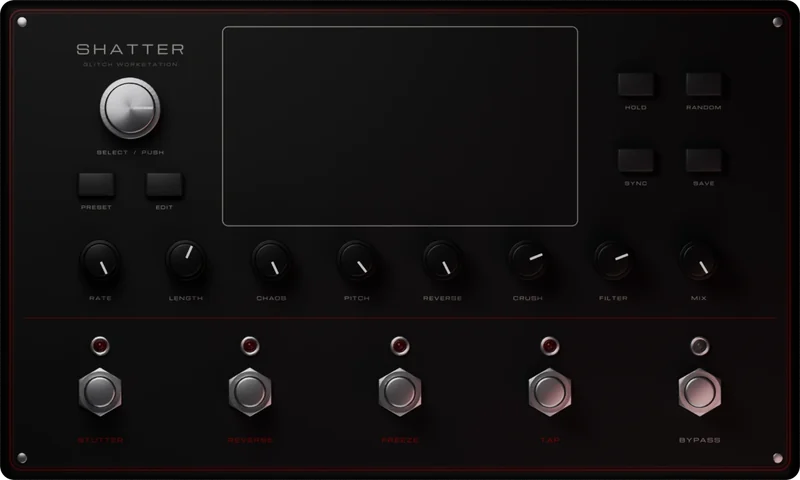 SHATTER
GLITCH WORKSTATION
SELECT / PUSH
PRESET
EDIT
HOLD
RANDOM
SYNC
SAVE
RATE
LENGTH
CHAOS
PITCH
REVERSE
CRUSH
FILTER
MIX
STUTTER
REVERSE
FREEZE
TAP
BYPASS